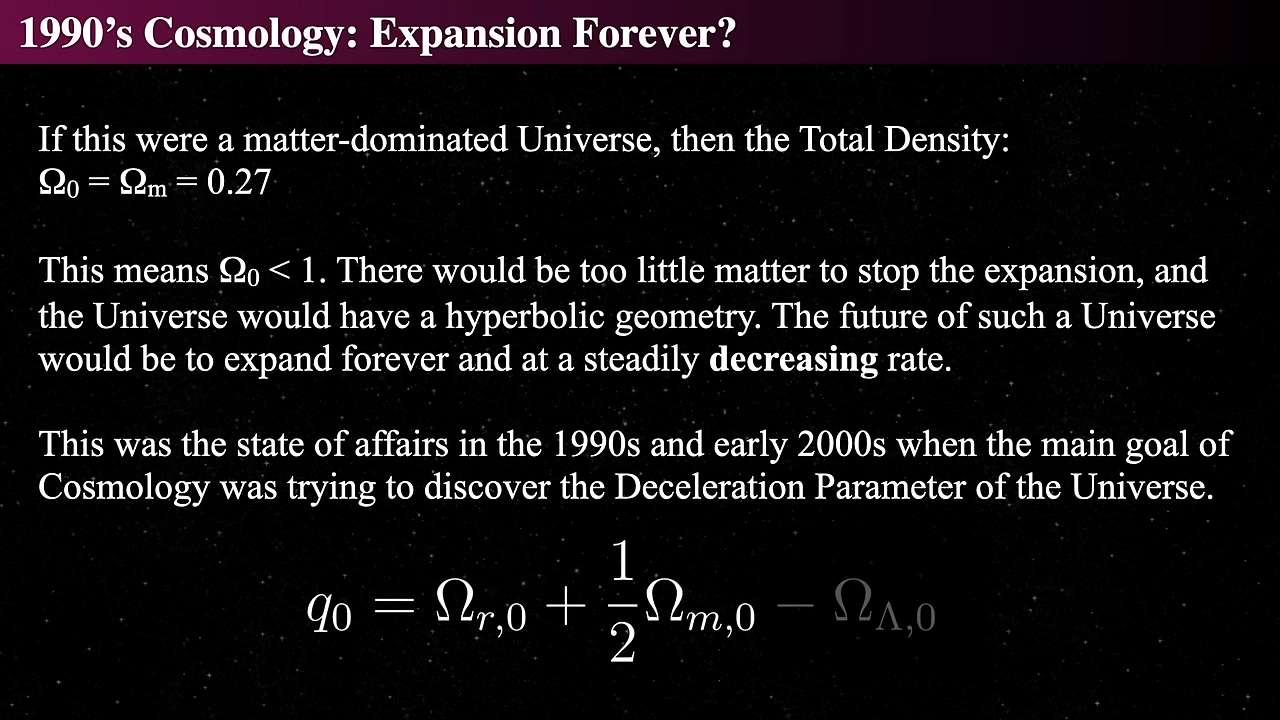 1990’s Cosmology: Expansion Forever?
If this were a matter-dominated Universe, then the Total Density:
Ω₀ = Ωm = 0.27
This means Ω₀ < 1. There would be too little matter to stop the expansion, and
the Universe would have a hyperbolic geometry. The future of such a Universe
would be to expand forever and at a steadily decreasing rate.
This was the state of affairs in the 1990s and early 2000s when the main goal of
Cosmology was trying to discover the Deceleration Parameter of the Universe.
q₀ = Ω_{r,0} + \frac{1}{2}Ω_{m,0} − Ω_{Λ,0}